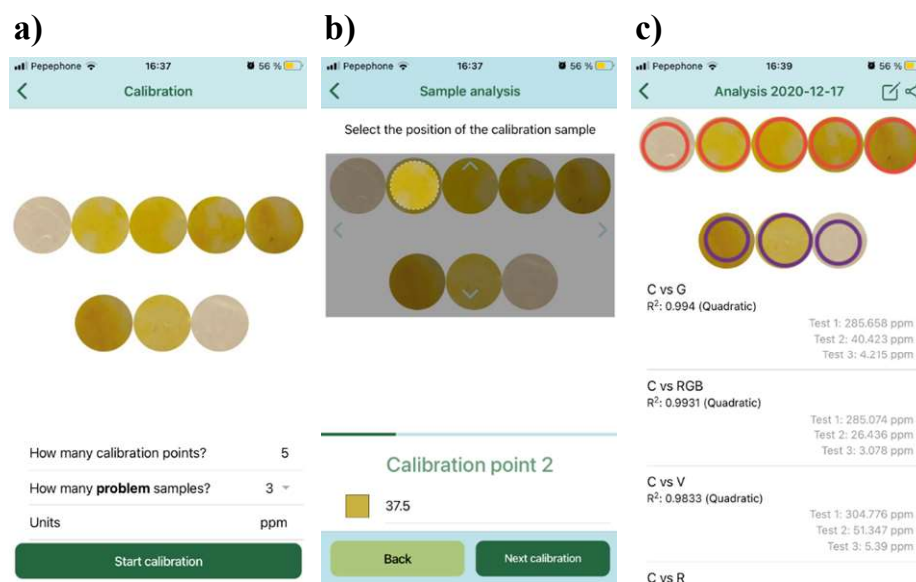 a)
Pepephone 16:37 56 %
Calibration
How many calibration points? 5
How many problem samples? 3
Units ppm
Start calibration
b)
Pepephone 16:37 56 %
Sample analysis
Select the position of the calibration sample
Calibration point 2
37.5
Back Next calibration
c)
Pepephone 16:39 56 %
Analysis 2020-12-17
C vs G
R²: 0.994 (Quadratic)
Test 1: 285.658 ppm
Test 2: 40.423 ppm
Test 3: 4.215 ppm
C vs RGB
R²: 0.9931 (Quadratic)
Test 1: 285.074 ppm
Test 2: 26.436 ppm
Test 3: 3.078 ppm
C vs V
R²: 0.9833 (Quadratic)
Test 1: 304.776 ppm
Test 2: 51.347 ppm
Test 3: 5.39 ppm
C vs R